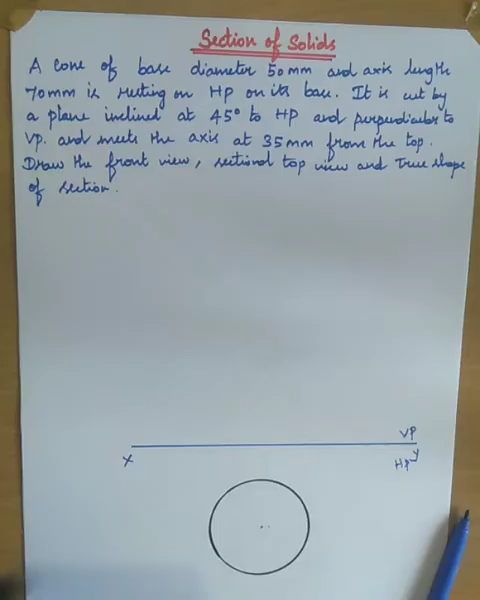 Section of Solids
A Cone of base diameter 50mm and axis length
70mm is resting on HP on its base. It is cut by
a plane inclined at 45° to HP and perpendicular to
VP. and meets the axis at 35mm from the top.
Draw the front view, sectional top view and True shape
of section.
VP
X
HP
Y